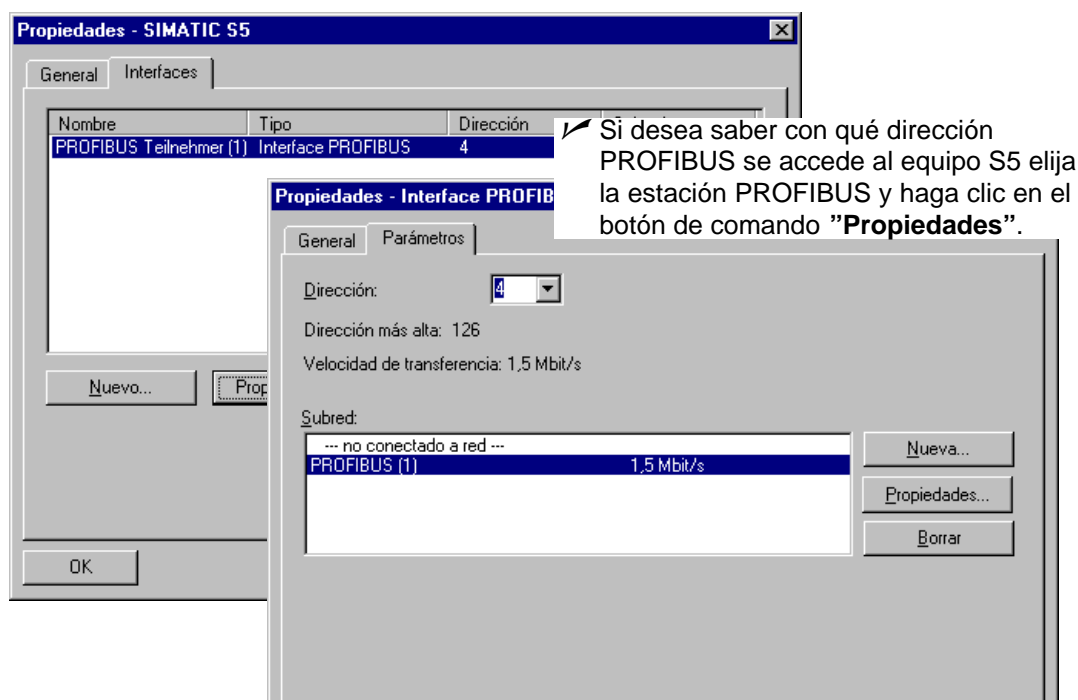 Propiedades - SIMATIC S5
General Interfaces
Nombre Tipo Dirección
PROFIBUS Teilnehmer (1) Interface PROFIBUS 4
Si desea saber con qué dirección
PROFIBUS se accede al equipo S5 elija
la estación PROFIBUS y haga clic en el
botón de comando ”Propiedades”.
Nuevo...
OK
Propiedades - Interface PROFIB
General Parámetros
Dirección: 4
Dirección más alta: 126
Velocidad de transferencia: 1,5 Mbit/s
Subred:
--- no conectado a red ---
PROFIBUS (1) 1,5 Mbit/s
Nueva...
Propiedades...
Borrar